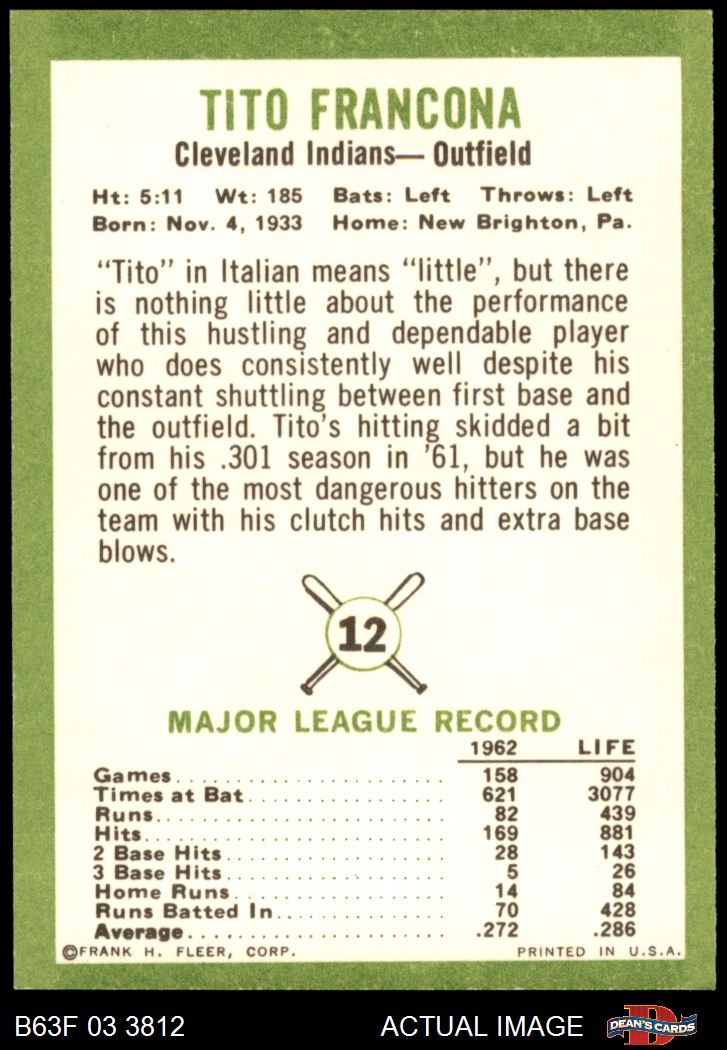 TITO FRANCONA
Cleveland Indians— Outfield
Ht: 5:11 Wt: 185 Bats: Left Throws: Left
Born: Nov. 4, 1933 Home: New Brighton, Pa.
“Tito” in Italian means “little”, but there
is nothing little about the performance
of this hustling and dependable player
who does consistently well despite his
constant shuttling between first base and
the outfield. Tito’s hitting skidded a bit
from his .301 season in ’61, but he was
one of the most dangerous hitters on the
team with his clutch hits and extra base
blows.
12
MAJOR LEAGUE RECORD
1962 LIFE
Games 158 904
Times at Bat 621 3077
Runs 82 439
Hits 169 881
2 Base Hits 28 143
3 Base Hits 5 26
Home Runs 14 84
Runs Batted In 70 428
Average .272 .286
©FRANK H. FLEER, CORP. PRINTED IN U.S.A.
B63F 03 3812 ACTUAL IMAGE DEAN'S CARDS